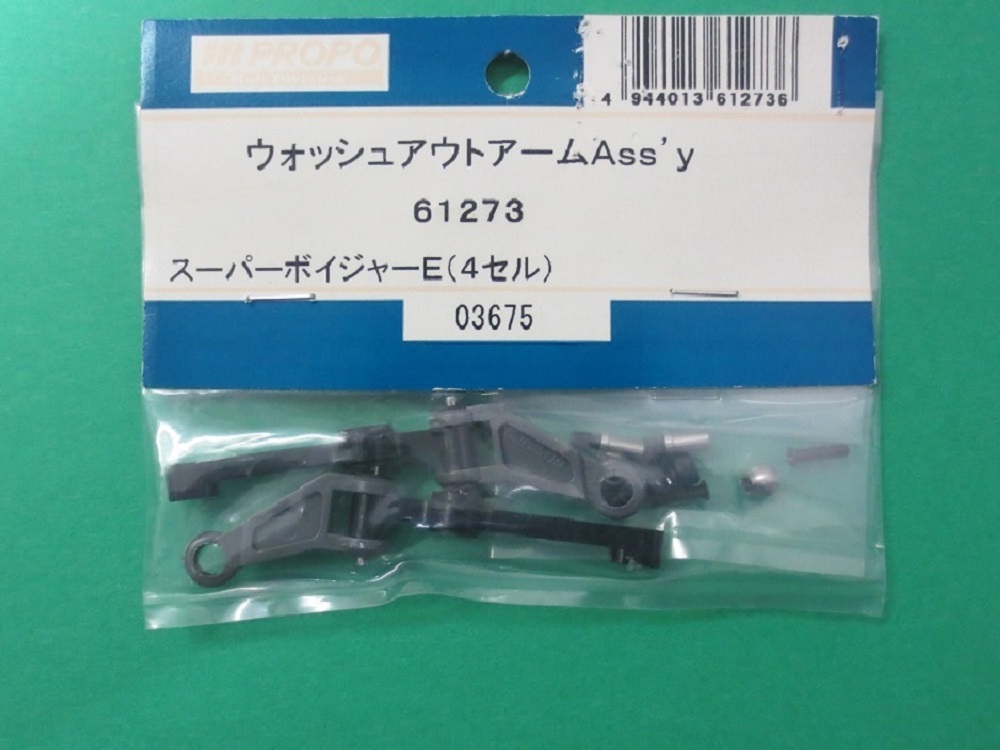 PROPO
4 944013 612736
ウォッシュアウトアームAss'y
61273
スーパーボイジャーE(4セル)
03675